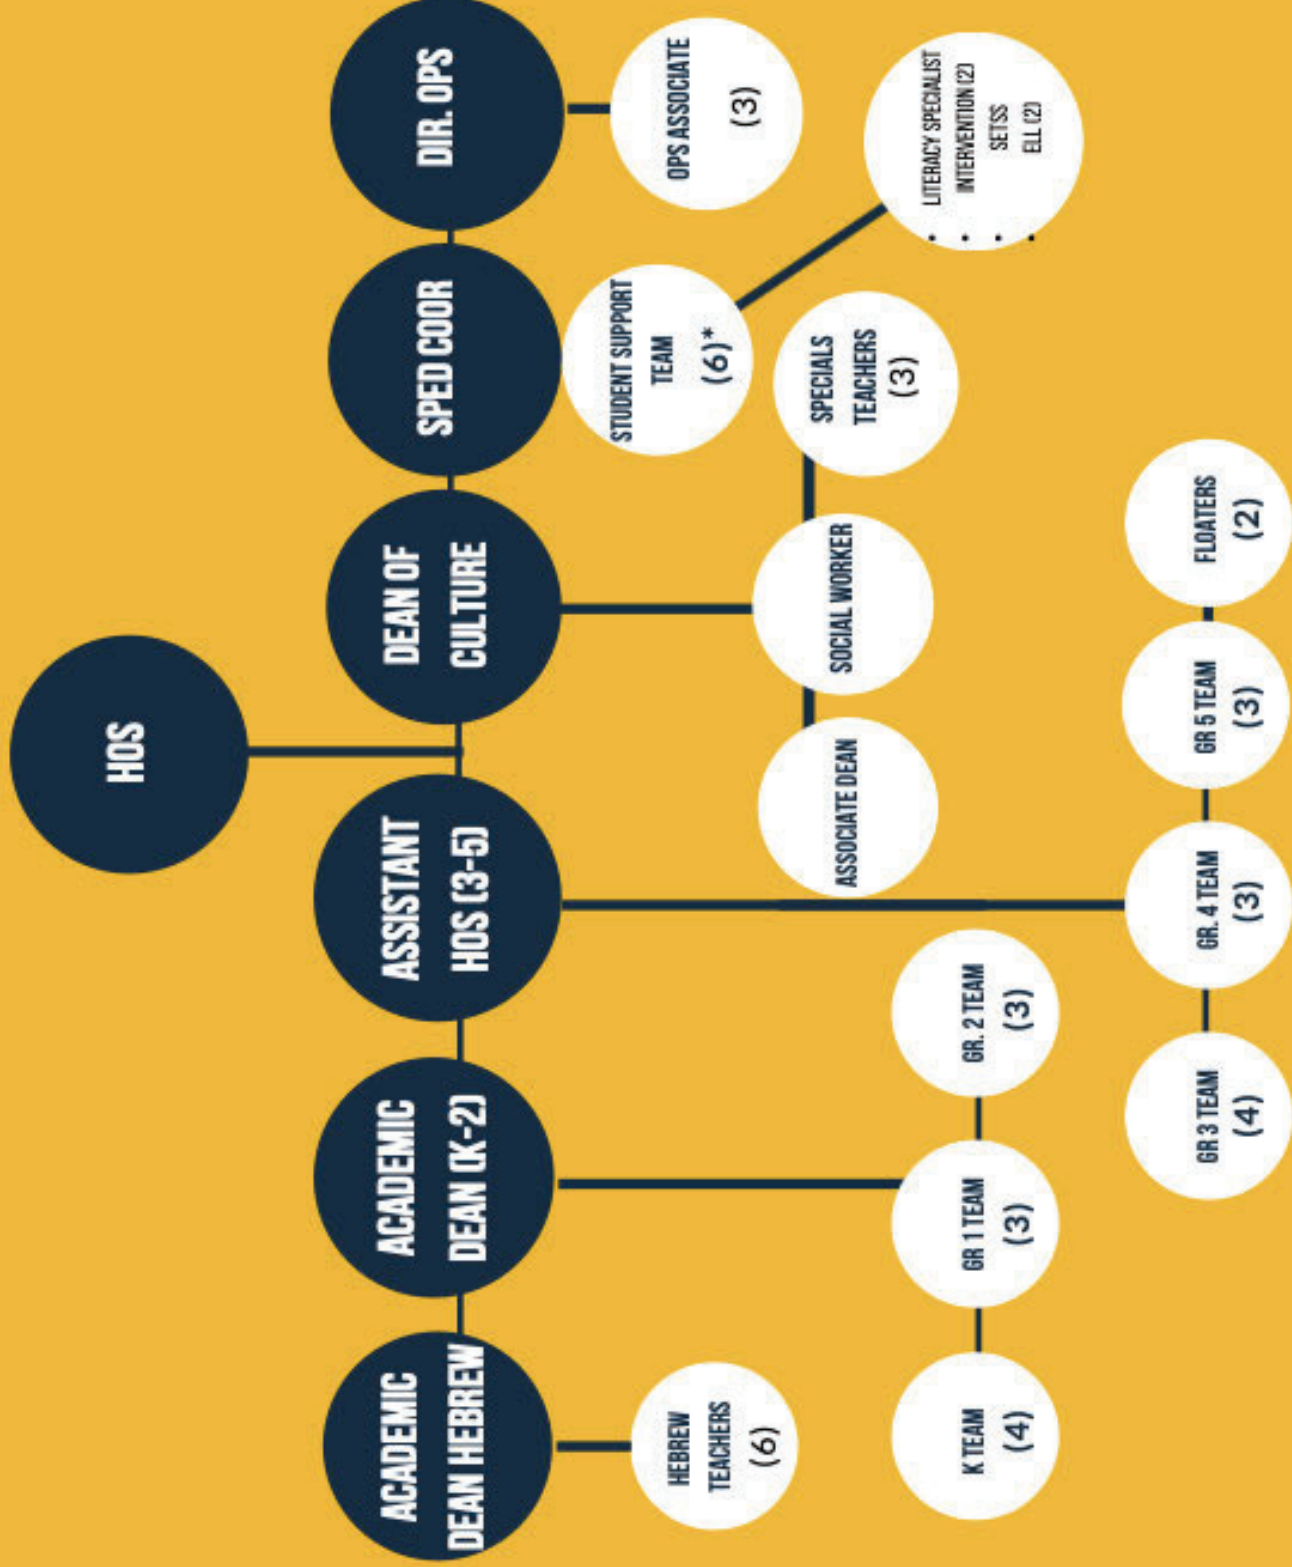 HOS
ACADEMIC
DEAN HEBREW
ACADEMIC
DEAN (K-2)
ASSISTANT
HOS (3-5)
DEAN OF
CULTURE
SPED COOR
DIR. OPS
HEBREW
TEACHERS
(6)
STUDENT SUPPORT
TEAM
(6)*
OPS ASSOCIATE
(3)
ASSOCIATE DEAN
SOCIAL WORKER
SPECIALS
TEACHERS
(3)
• LITERACY SPECIALIST
• INTERVENTION (2)
• SETSS
• ELL (2)
K TEAM
(4)
GR 1 TEAM
(3)
GR. 2 TEAM
(3)
GR 3 TEAM
(4)
GR. 4 TEAM
(3)
GR 5 TEAM
(3)
FLOATERS
(2)